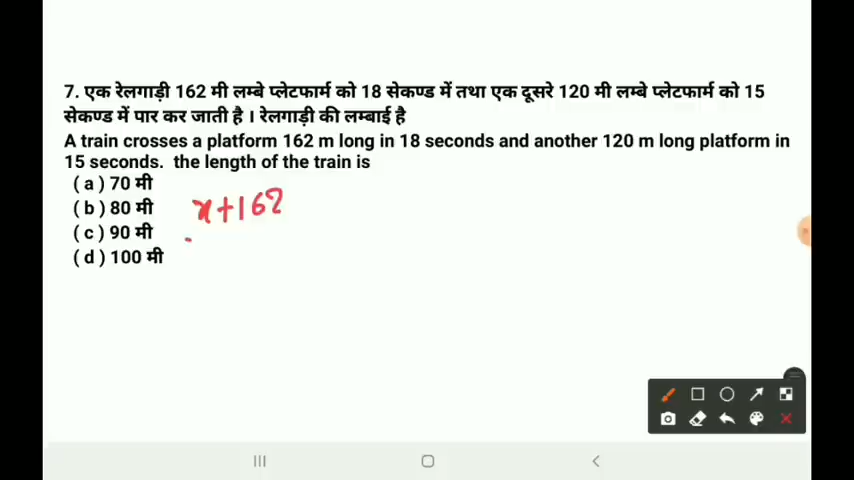 7. एक रेलगाड़ी 162 मी लम्बे प्लेटफार्म को 18 सेकण्ड में तथा एक दूसरे 120 मी लम्बे प्लेटफार्म को 15
सेकण्ड में पार कर जाती है । रेलगाड़ी की लम्बाई है
A train crosses a platform 162 m long in 18 seconds and another 120 m long platform in
15 seconds. the length of the train is
( a ) 70 मी
( b ) 80 मी
x+162
( c ) 90 मी
( d ) 100 मी